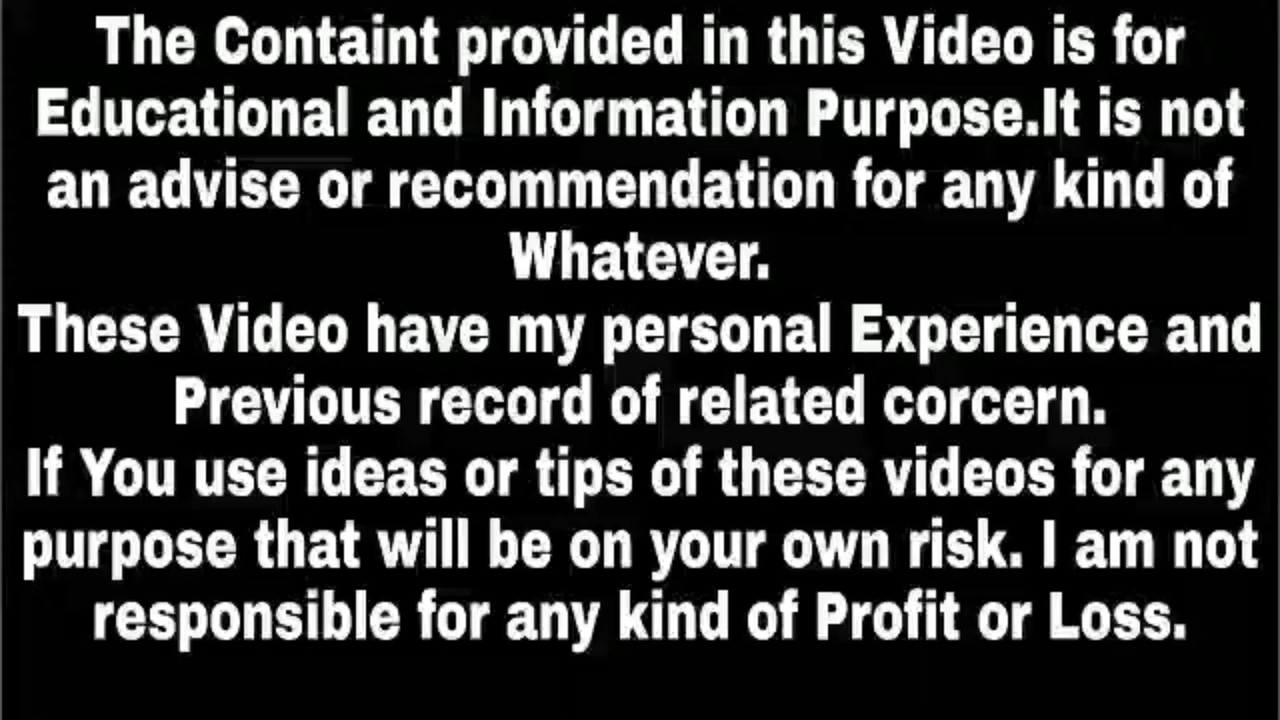 The Containt provided in this Video is for
Educational and Information Purpose.It is not
an advise or recommendation for any kind of
Whatever.
These Video have my personal Experience and
Previous record of related corcern.
If You use ideas or tips of these videos for any
purpose that will be on your own risk. I am not
responsible for any kind of Profit or Loss.